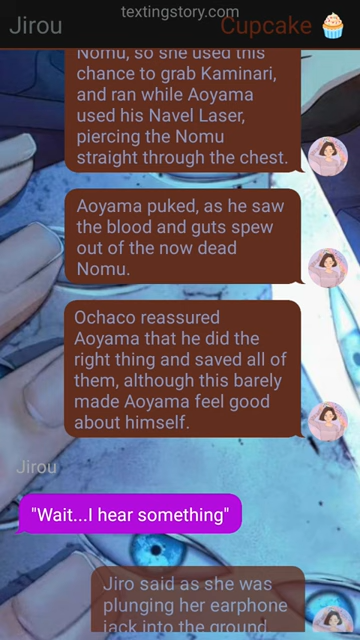 textingstory.com
Jirou
Cupcake 🧁
Nomu, so she used this
chance to grab Kaminari,
and ran while Aoyama
used his Navel Laser,
piercing the Nomu
straight through the chest.
Aoyama puked, as he saw
the blood and guts spew
out of the now dead
Nomu.
Ochaco reassured
Aoyama that he did the
right thing and saved all of
them, although this barely
made Aoyama feel good
about himself.
Jirou
"Wait...I hear something"
Jiro said as she was
plunging her earphone
jack into the ground